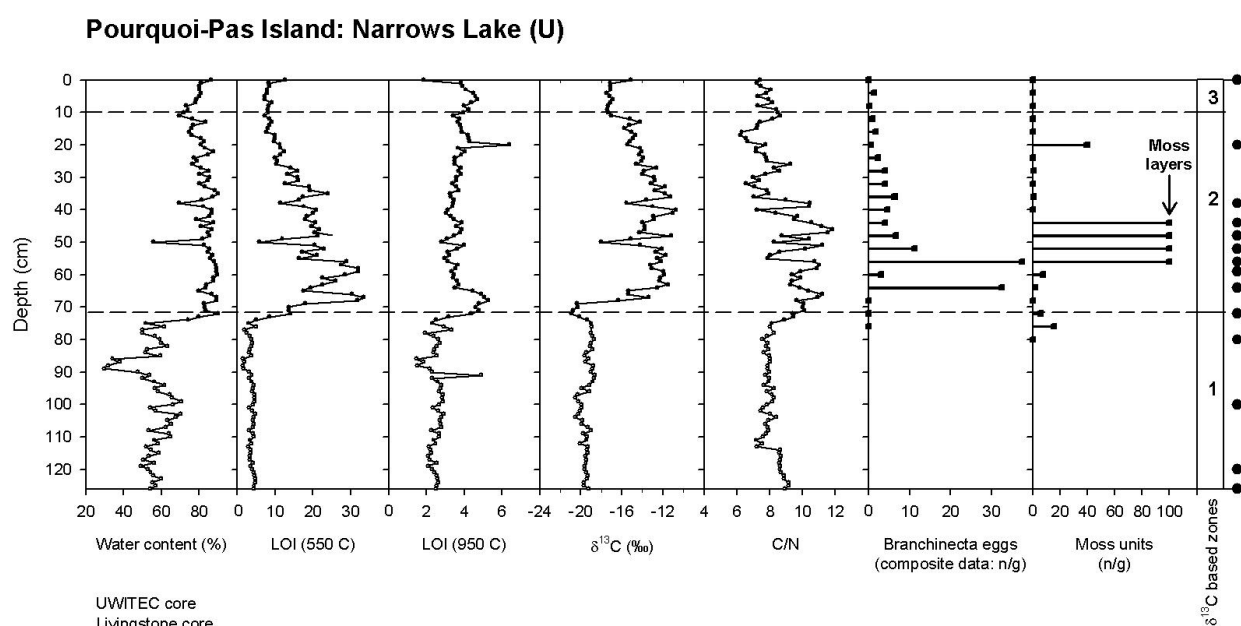 Pourquoi-Pas Island: Narrows Lake (U)
0
10
20
30
40
50
60
70
80
90
100
110
120
Depth (cm)
Moss
layers
3
2
1
20 40 60 80
0 10 20 30
0 2 4 6
-24 -20 -16 -12
4 6 8 10 12
0 10 20 30
0 20 40 60 80 100
Water content (%)
LOI (550 C)
LOI (950 C)
δ13C (‰)
C/N
Branchinecta eggs
(composite data: n/g)
Moss units
(n/g)
δ13C based zones
UWITEC core
Livingstone core